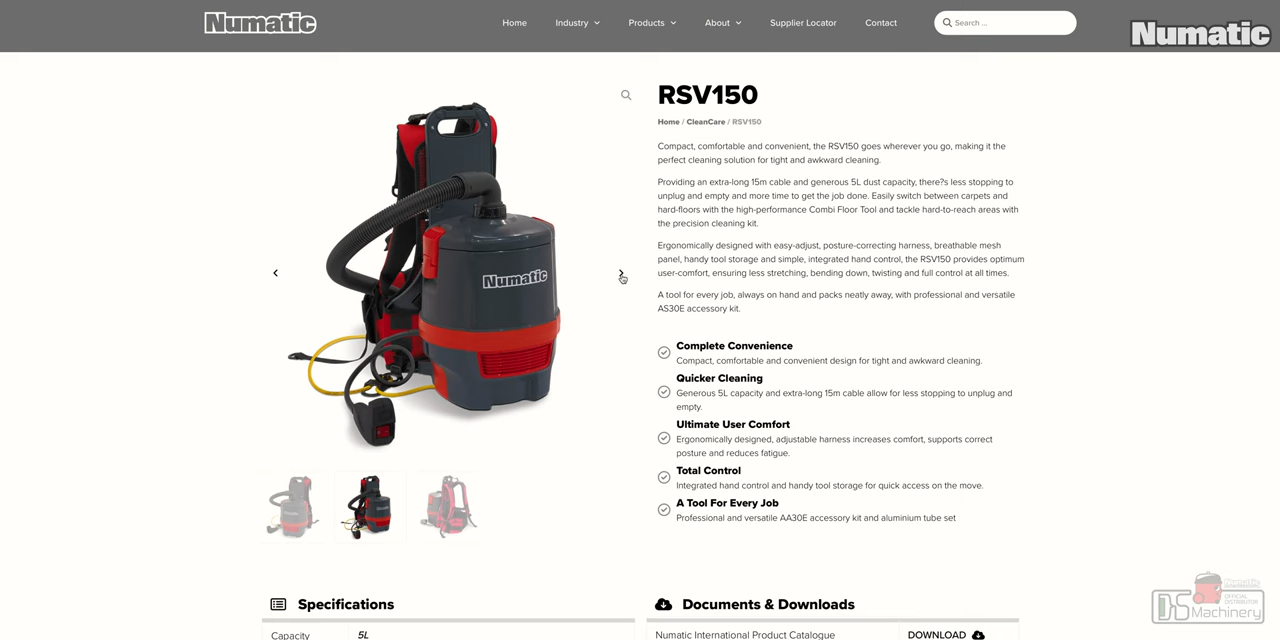 Numatic
Home
Industry
Products
About
Supplier Locator
Contact
Search ...
Numatic
RSV150
Home / CleanCare / RSV150
Compact, comfortable and convenient, the RSV150 goes wherever you go, making it the
perfect cleaning solution for tight and awkward cleaning.
Providing an extra-long 15m cable and generous 5L dust capacity, there?s less stopping to
unplug and empty and more time to get the job done. Easily switch between carpets and
hard-floors with the high-performance Combi Floor Tool and tackle hard-to-reach areas with
the precision cleaning kit.
Ergonomically designed with easy-adjust, posture-correcting harness, breathable mesh
panel, handy tool storage and simple, integrated hand control, the RSV150 provides optimum
user-comfort, ensuring less stretching, bending down, twisting and full control at all times.
A tool for every job, always on hand and packs neatly away, with professional and versatile
AS30E accessory kit.
Numatic
Complete Convenience
Compact, comfortable and convenient design for tight and awkward cleaning.
Quicker Cleaning
Generous 5L capacity and extra-long 15m cable allow for less stopping to unplug and
empty.
Ultimate User Comfort
Ergonomically designed, adjustable harness increases comfort, supports correct
posture and reduces fatigue.
Total Control
Integrated hand control and handy tool storage for quick access on the move.
A Tool For Every Job
Professional and versatile AA30E accessory kit and aluminium tube set
Specifications
Capacity 5L
Documents & Downloads
Numatic International Product Catalogue DOWNLOAD
Numatic
OFFICIAL
DISTRIBUTOR
DS
Machinery